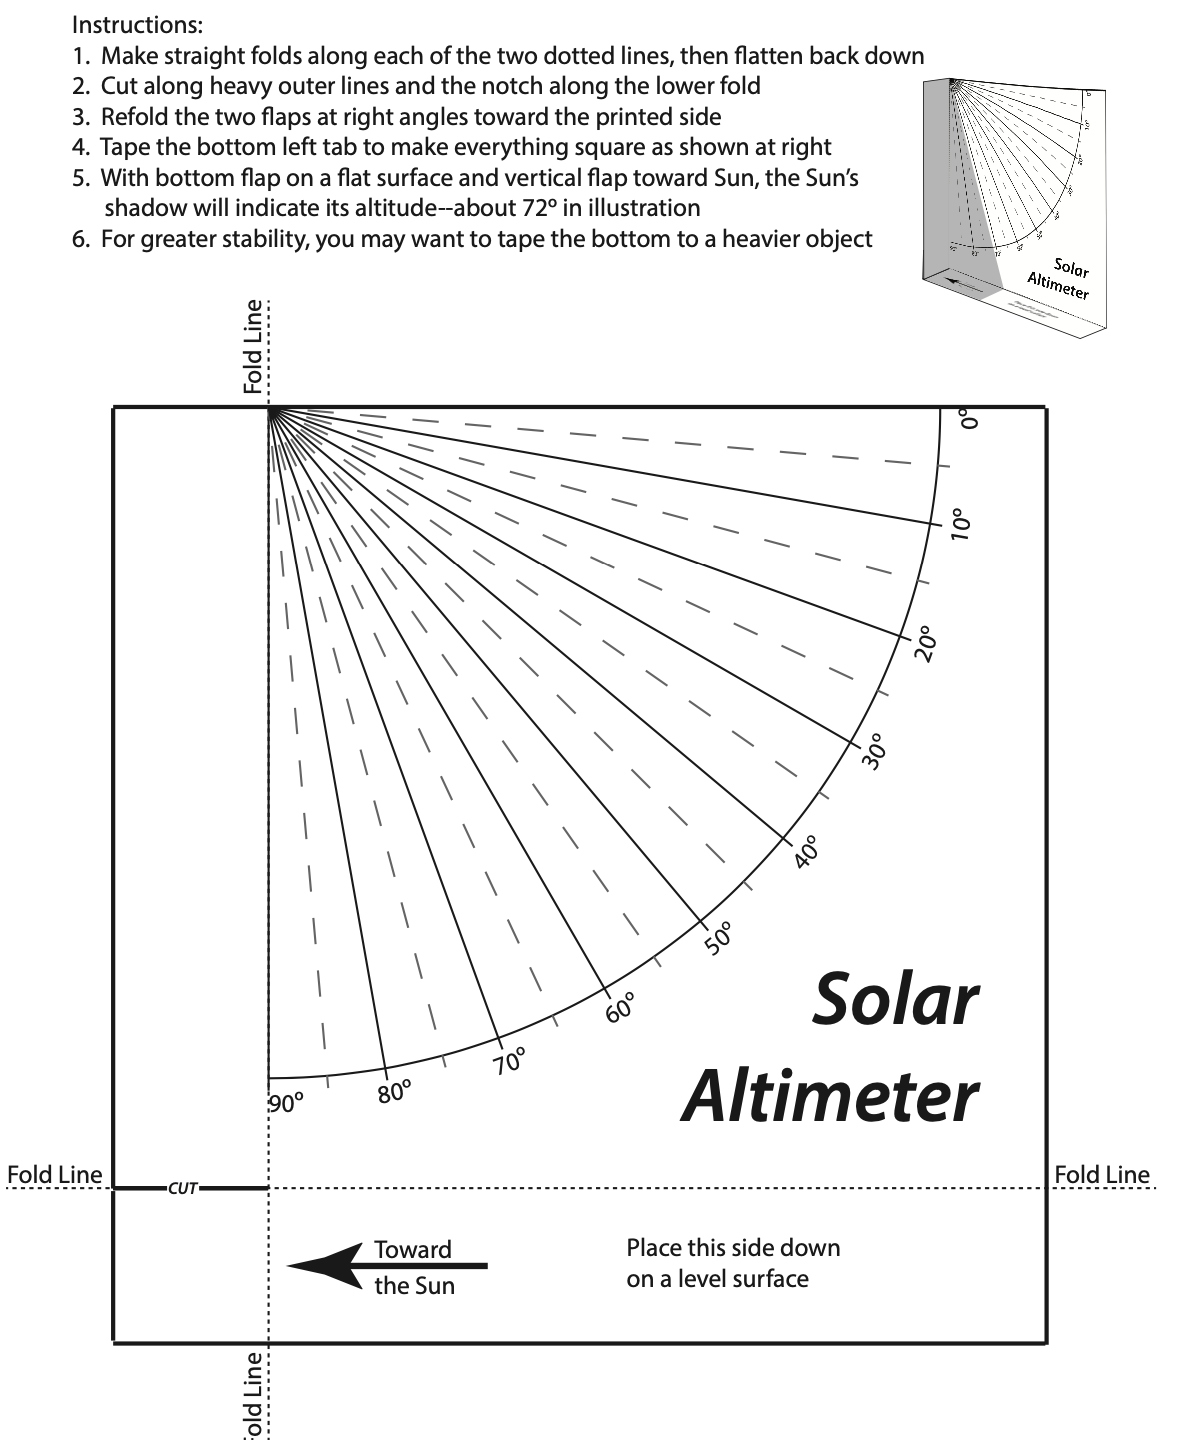 Instructions:
1. Make straight folds along each of the two dotted lines, then flatten back down
2. Cut along heavy outer lines and the notch along the lower fold
3. Refold the two flaps at right angles toward the printed side
4. Tape the bottom left tab to make everything square as shown at right
5. With bottom flap on a flat surface and vertical flap toward Sun, the Sun's
shadow will indicate its altitude--about 72º in illustration
6. For greater stability, you may want to tape the bottom to a heavier object
Solar
Altimeter
Fold Line
0º
10º
20º
30º
40º
50º
60º
70º
80º
90º
Solar
Altimeter
Fold Line
CUT
Fold Line
Toward
the Sun
Place this side down
on a level surface
Fold Line